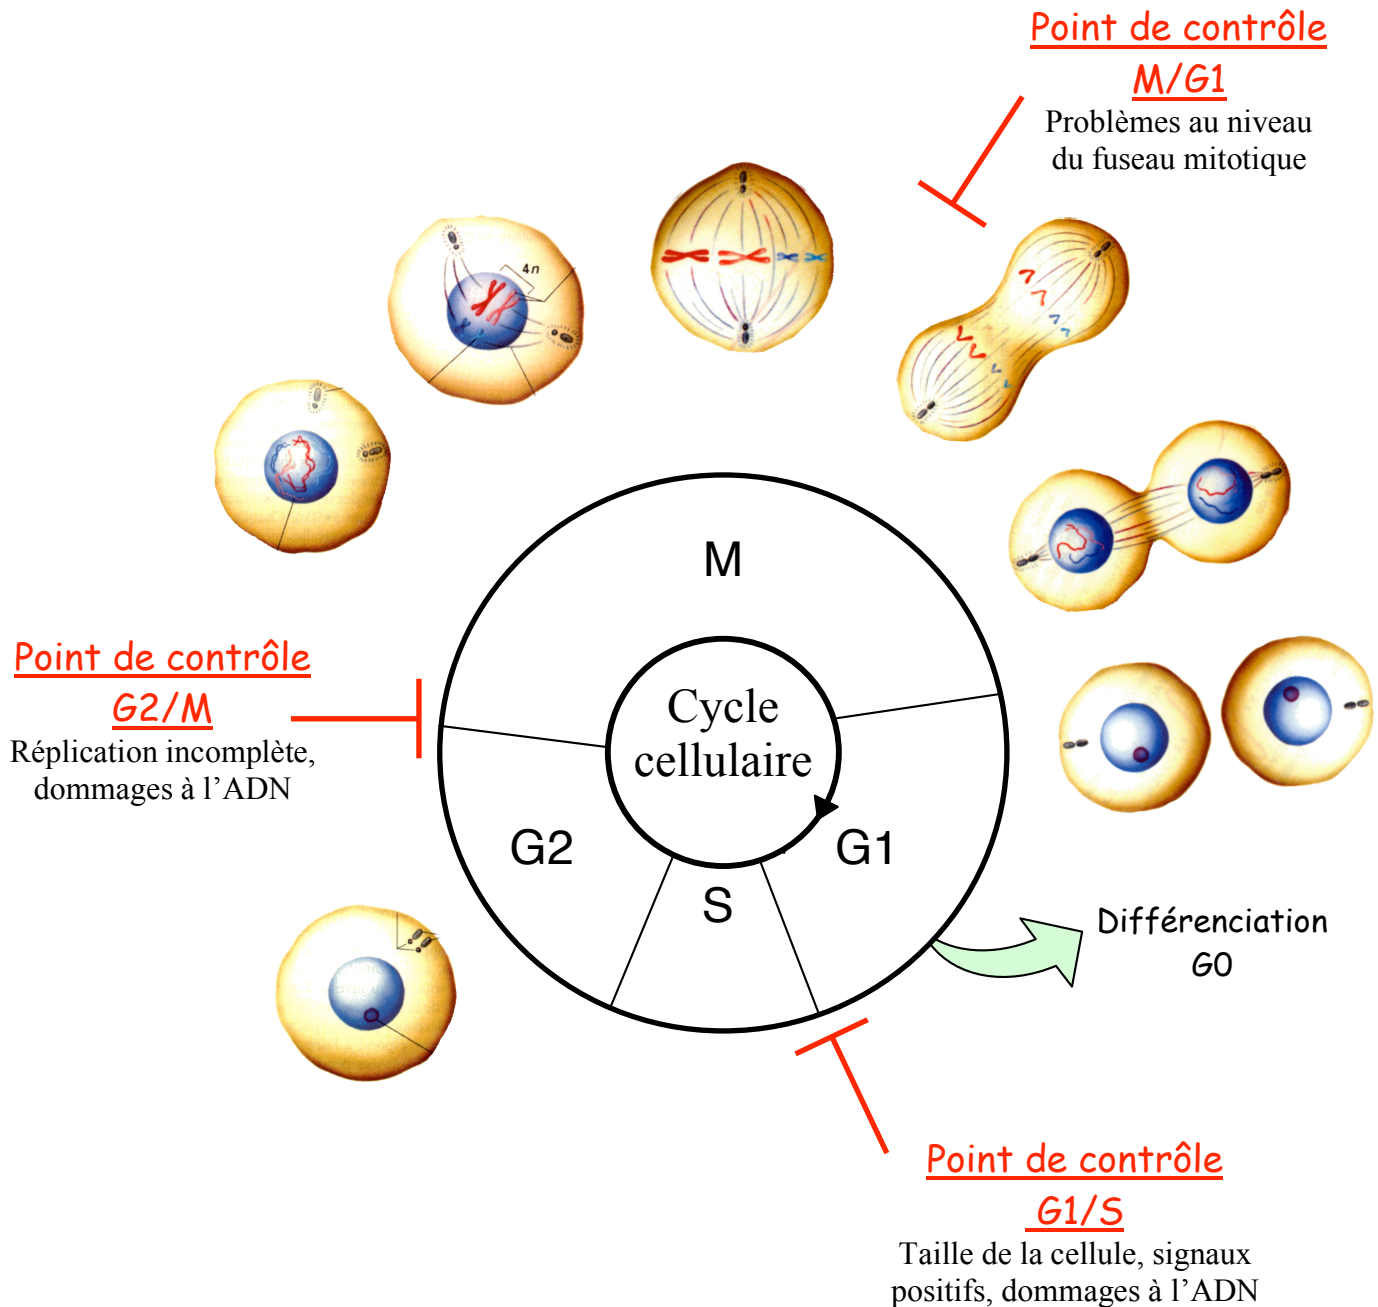 Point de contrôle
M/G1
Problèmes au niveau
du fuseau mitotique
4n
M
Point de contrôle
G2/M
Réplication incomplète,
dommages à l’ADN
Cycle
cellulaire
G2
G1
S
Différenciation
G0
Point de contrôle
G1/S
Taille de la cellule, signaux
positifs, dommages à l’ADN